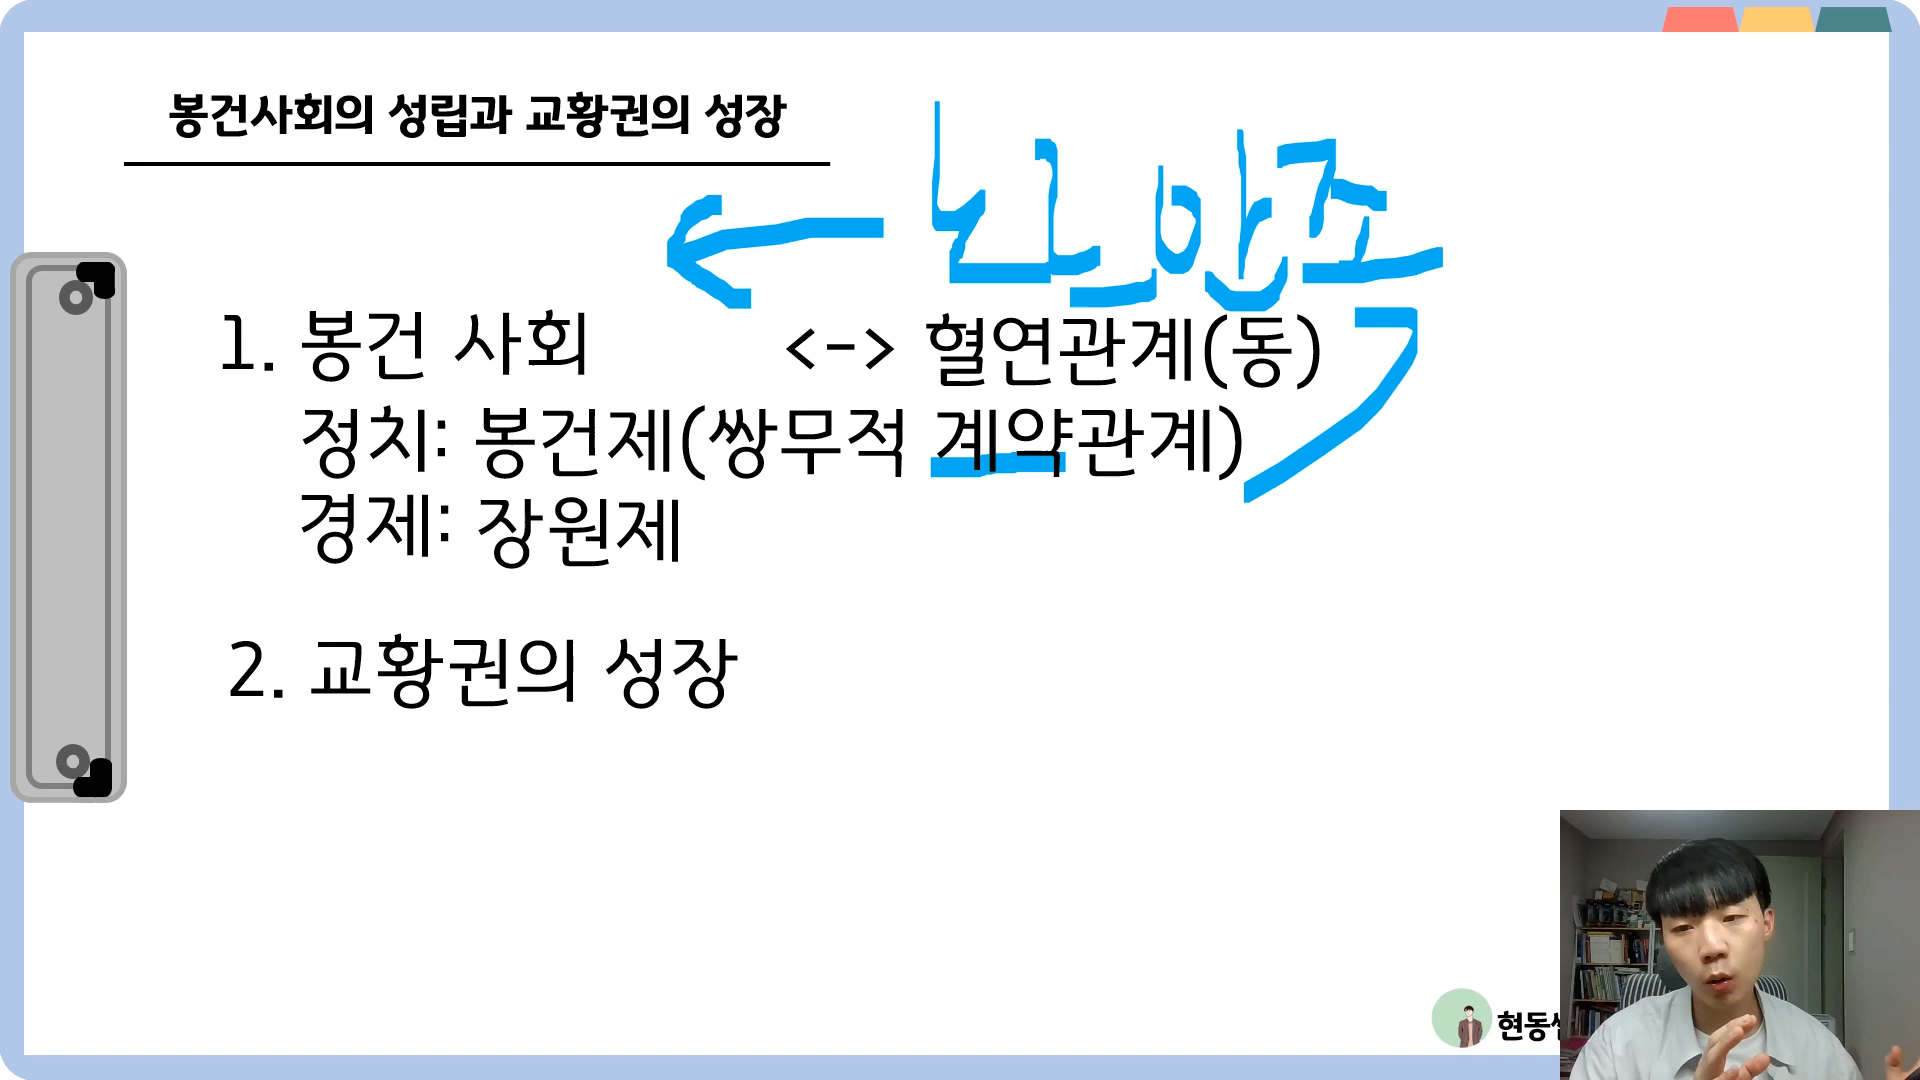 봉건사회의 성립과 교황권의 성장
1. 봉건 사회 <-> 혈연관계(동)
정치: 봉건제(쌍무적 계약관계)
경제: 장원제
2. 교황권의 성장
현동